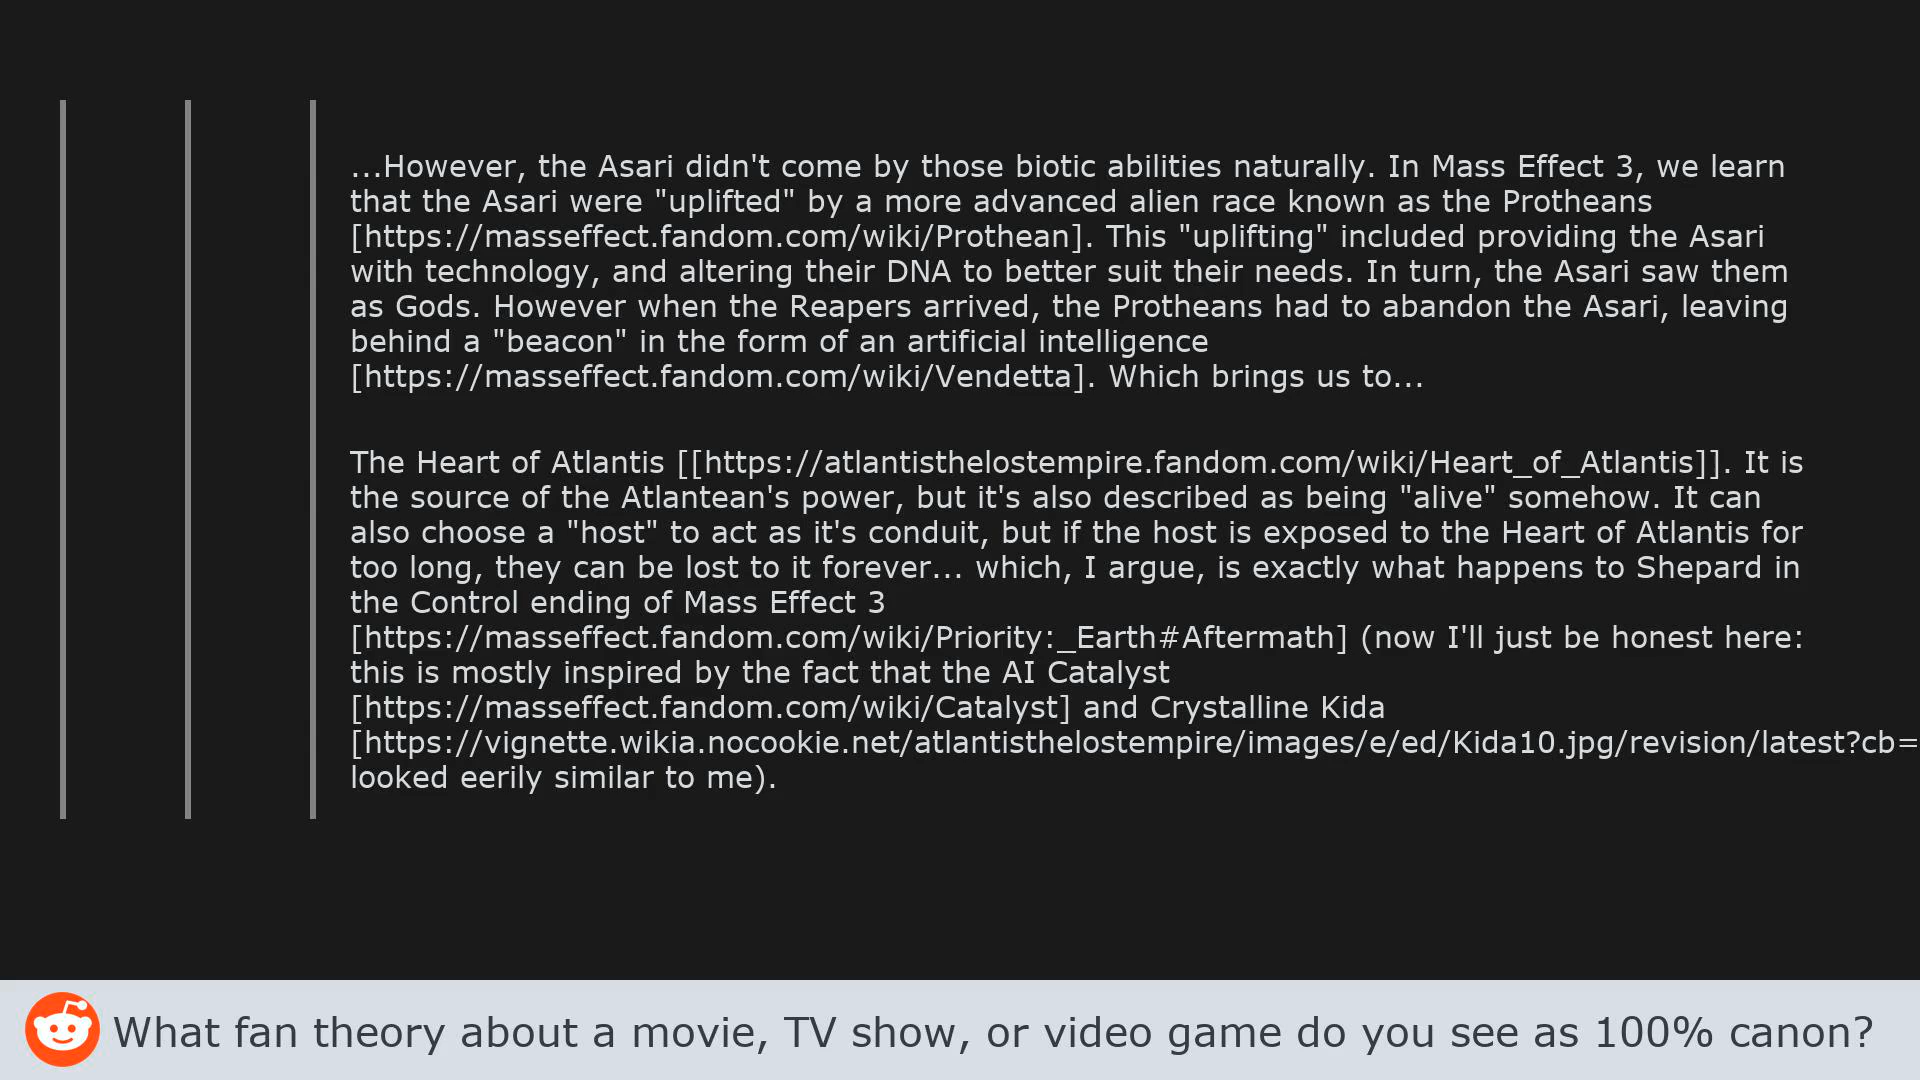 ...However, the Asari didn't come by those biotic abilities naturally. In Mass Effect 3, we learn
that the Asari were "uplifted" by a more advanced alien race known as the Protheans
[https://masseffect.fandom.com/wiki/Prothean]. This "uplifting" included providing the Asari
with technology, and altering their DNA to better suit their needs. In turn, the Asari saw them
as Gods. However when the Reapers arrived, the Protheans had to abandon the Asari, leaving
behind a "beacon" in the form of an artificial intelligence
[https://masseffect.fandom.com/wiki/Vendetta]. Which brings us to...
The Heart of Atlantis [[https://atlantisthelostempire.fandom.com/wiki/Heart_of_Atlantis]]. It is
the source of the Atlantean's power, but it's also described as being "alive" somehow. It can
also choose a "host" to act as it's conduit, but if the host is exposed to the Heart of Atlantis for
too long, they can be lost to it forever... which, I argue, is exactly what happens to Shepard in
the Control ending of Mass Effect 3
[https://masseffect.fandom.com/wiki/Priority:_Earth#Aftermath] (now I'll just be honest here:
this is mostly inspired by the fact that the AI Catalyst
[https://masseffect.fandom.com/wiki/Catalyst] and Crystalline Kida
[https://vignette.wikia.nocookie.net/atlantisthelostempire/images/e/ed/Kida10.jpg/revision/latest?cb=
looked eerily similar to me).
What fan theory about a movie, TV show, or video game do you see as 100% canon?